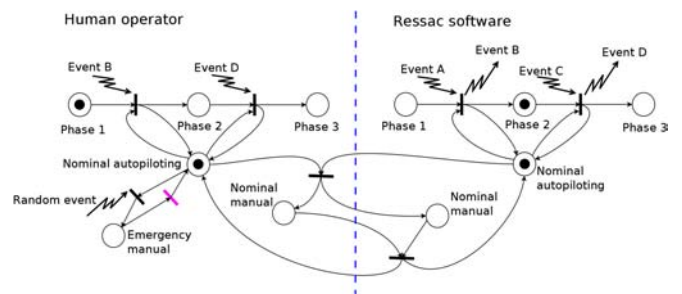 Human operator
Ressac software
Event B
Event D
Event A
Event B
Event C
Event D
Phase 1
Phase 2
Phase 3
Phase 1
Phase 2
Phase 3
Nominal autopiloting
Nominal
autopiloting
Random event
Nominal
manual
Nominal
manual
Emergency
manual